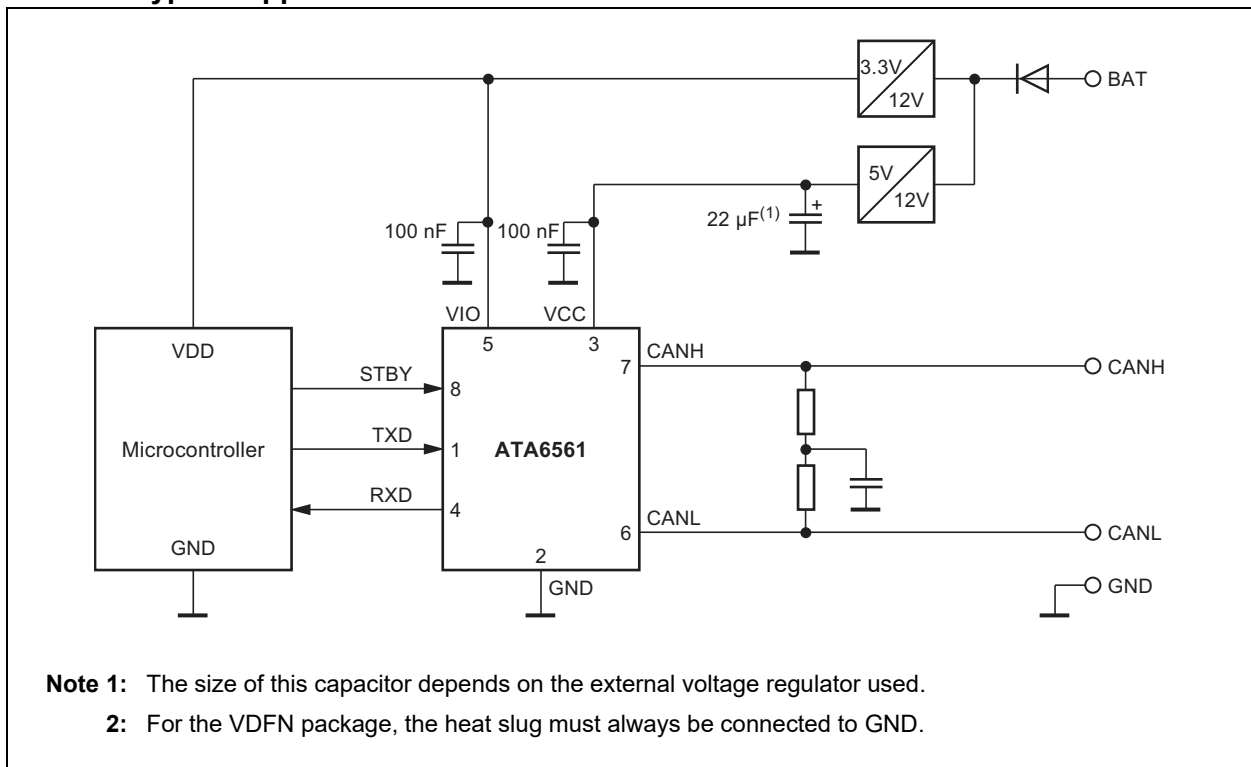 3.3V
12V
BAT
5V
12V
22 µF(1)
+
100 nF
100 nF
VIO
VCC
VDD
5
3
CANH
7
CANH
STBY
8
TXD
Microcontroller
1
ATA6561
RXD
4
CANL
6
CANL
GND
2
GND
GND
Note 1: The size of this capacitor depends on the external voltage regulator used.
2: For the VDFN package, the heat slug must always be connected to GND.